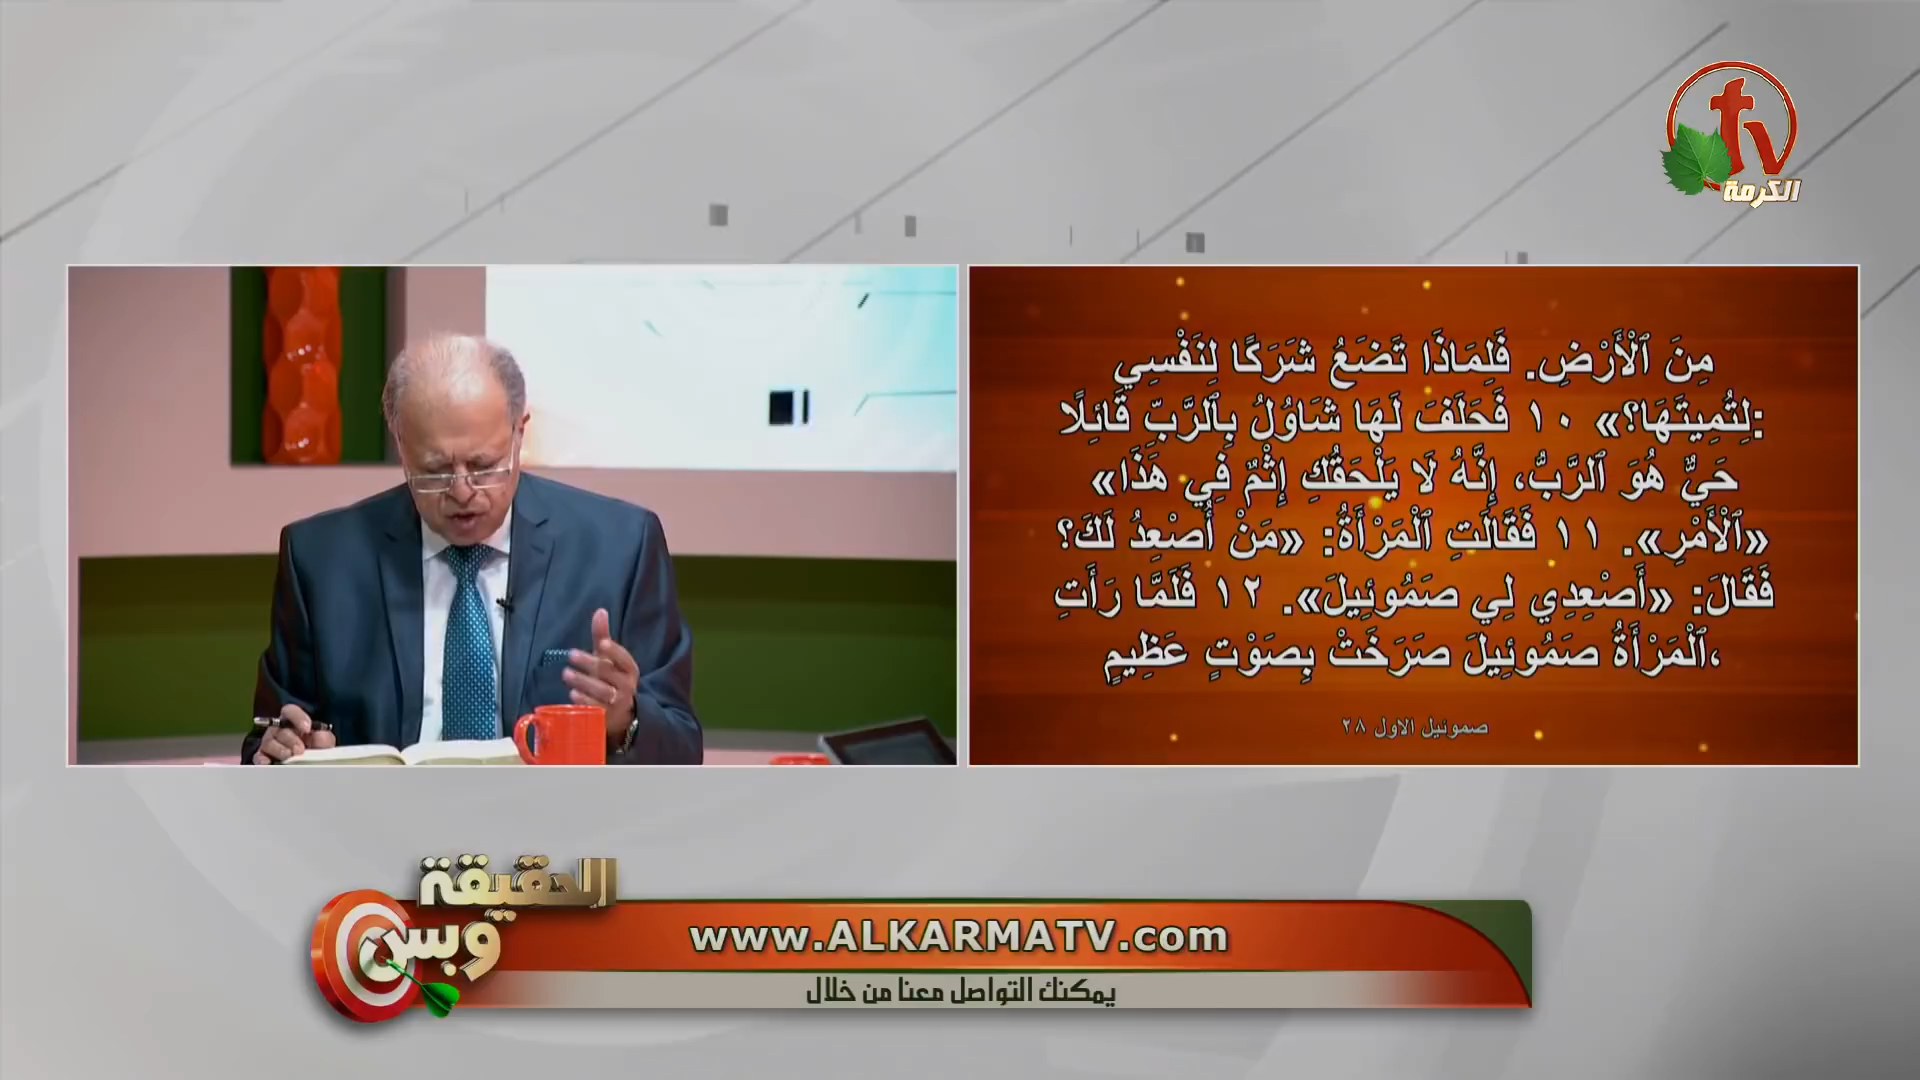 tv
الكرمة
مِنَ ٱلْأَرْضِ. فَلِمَاذَا تَضَعُ شَرَكًا لِنَفْسِي
لِتُمِيتَهَا؟» ١٠ فَحَلَفَ لَهَا شَاوُلُ بِٱلرَّبِّ قَائِلًا:
«حَيٌّ هُوَ ٱلرَّبُّ، إِنَّهُ لَا يَلْحَقُكِ إِثْمٌ فِي هَذَا
ٱلْأَمْرِ». ١١ فَقَالَتِ ٱلْمَرْأَةُ: «مَنْ أُصْعِدُ لَكَ؟»
فَقَالَ: «أَصْعِدِي لِي صَمُوئِيلَ». ١٢ فَلَمَّا رَأَتِ
ٱلْمَرْأَةُ صَمُوئِيلَ صَرَخَتْ بِصَوْتٍ عَظِيمٍ،
صموئيل الاول ٢٨
الحقيقة
وبس
www.ALKARMATV.com
يمكنك التواصل معنا من خلال